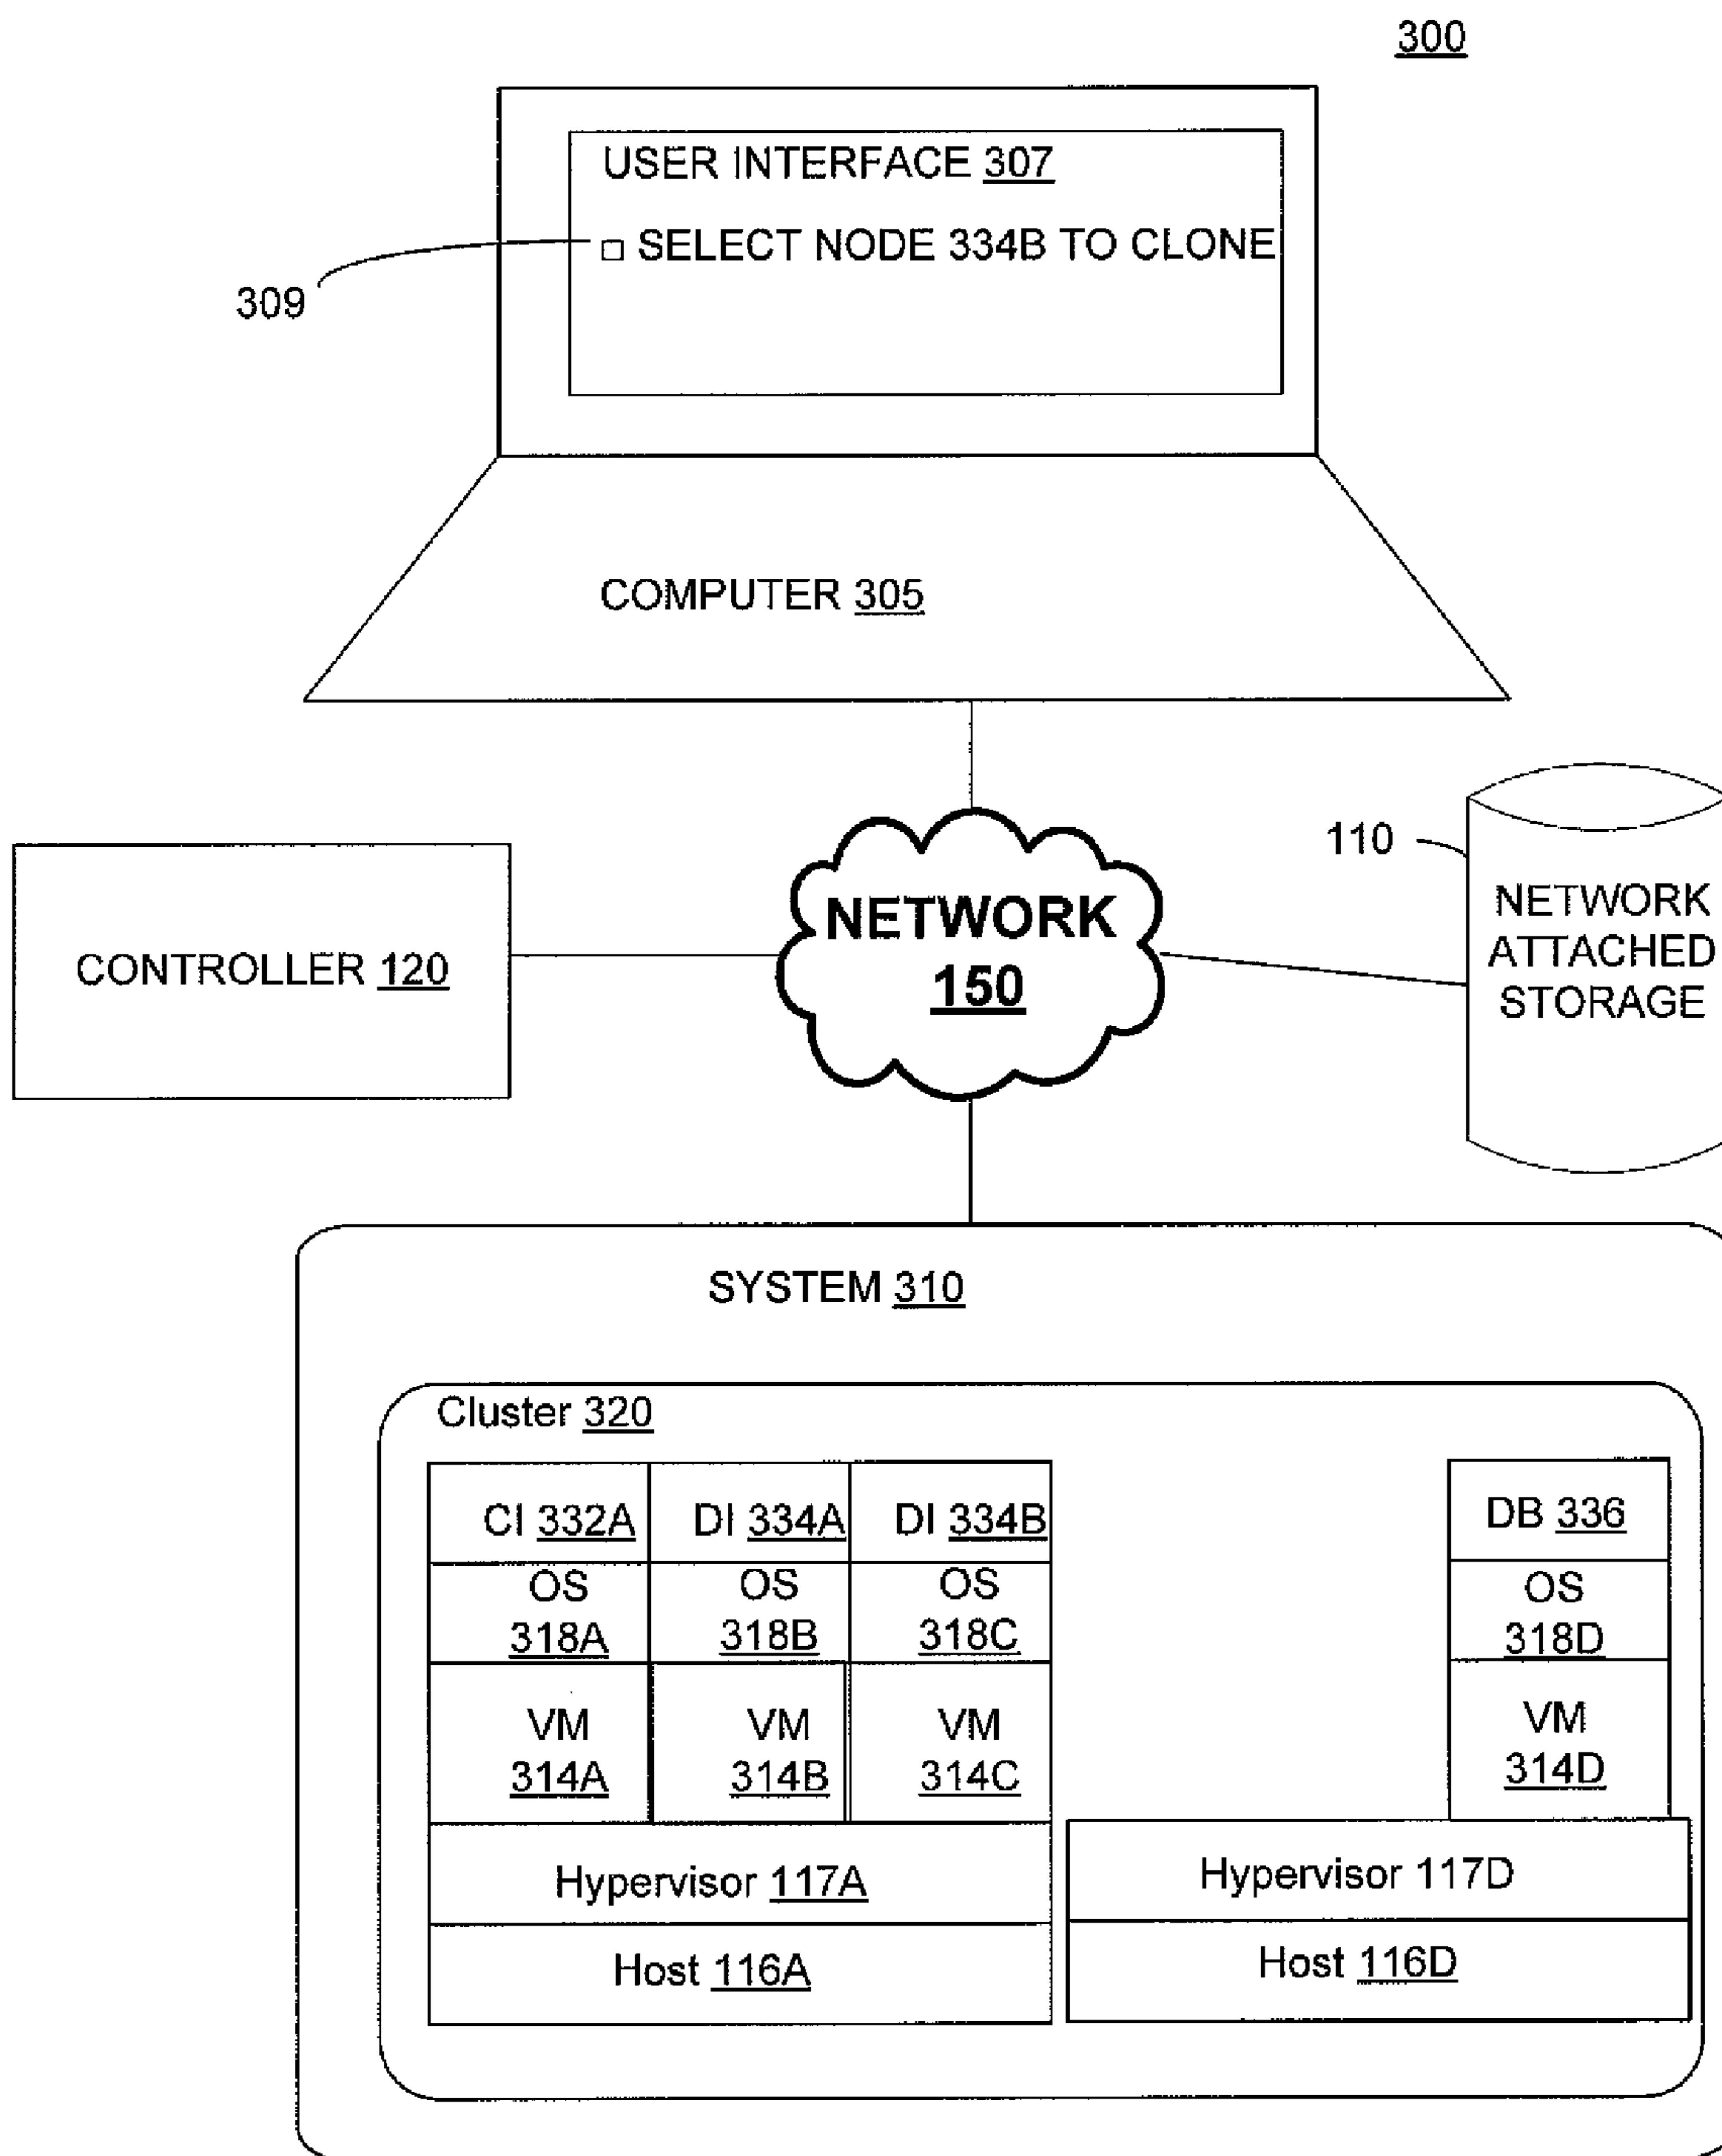 300
USER INTERFACE 307
SELECT NODE 334B TO CLONE
309
COMPUTER 305
110
NETWORK
ATTACHED
STORAGE
CONTROLLER 120
NETWORK
150
SYSTEM 310
Cluster 320
CI 332A DI 334A DI 334B DB 336
OS OS OS OS
318A 318B 318C 318D
VM VM VM VM
314A 314B 314C 314D
Hypervisor 117A Hypervisor 117D
Host 116A Host 116D